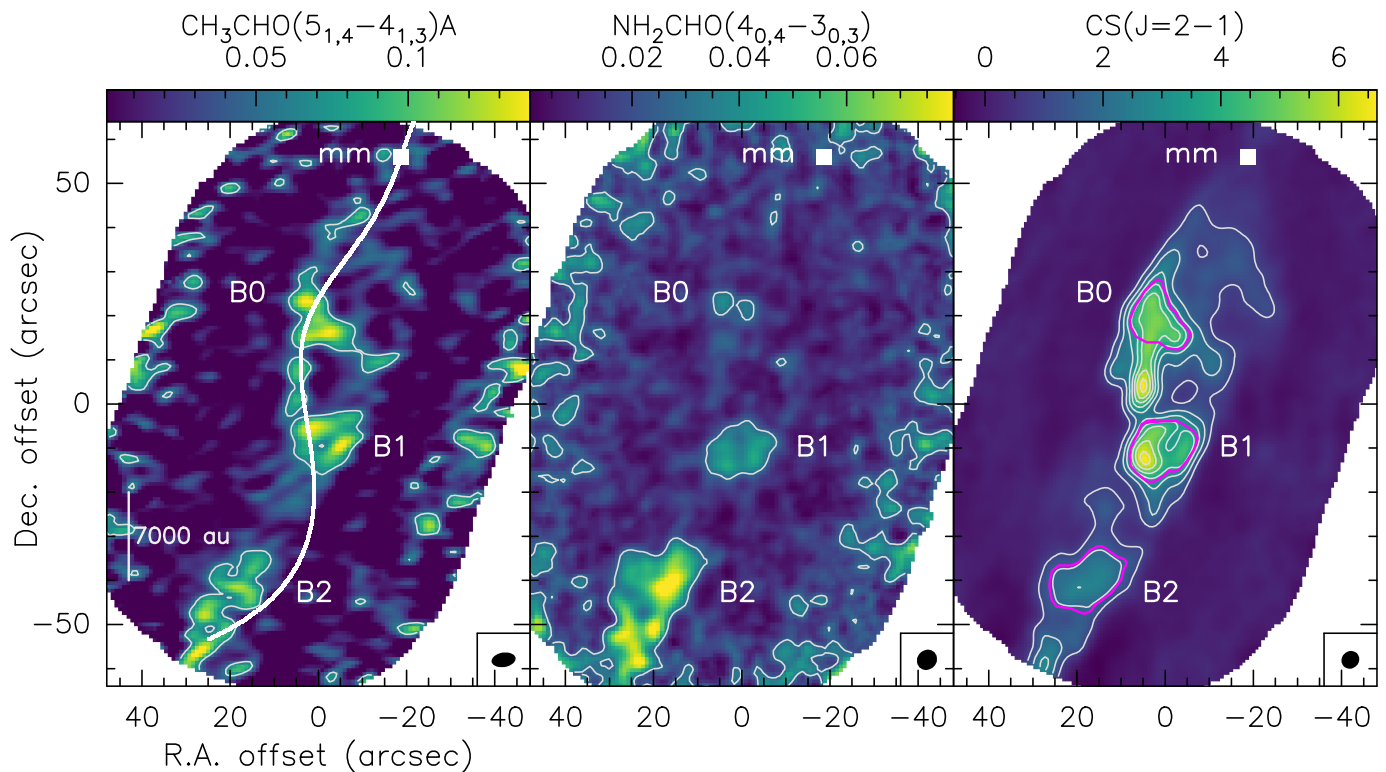 CH₃CHO(5₁,₄−4₁,₃)A NH₂CHO(4₀,₄−3₀,₃) CS(J=2−1)
0.05 0.1 0.02 0.04 0.06 0 2 4 6
mm mm mm
50
B0 B0 B0
0
B1 B1 B1
Dec. offset (arcsec)
7000 au
B2 B2 B2
−50
40 20 0 −20 −40 20 0 −20 −40 40 20 0 −20 −40
R.A. offset (arcsec)